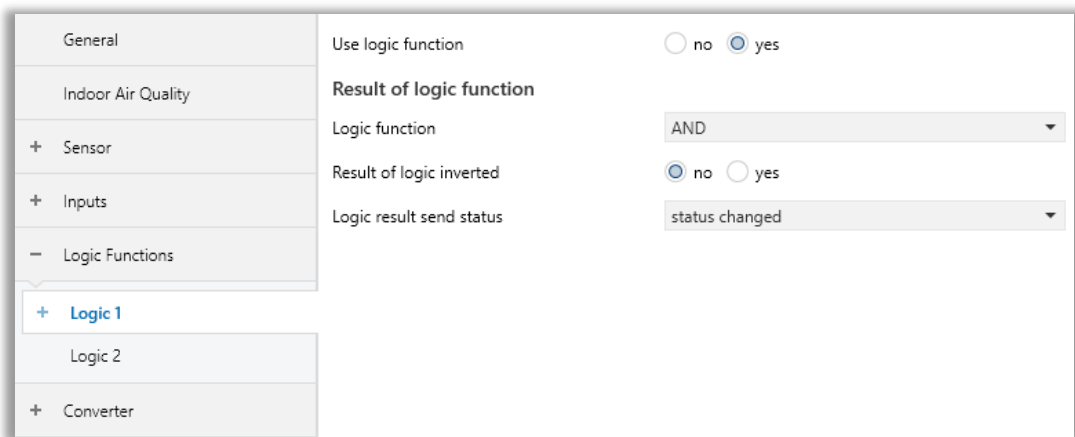 General
Indoor Air Quality
+ Sensor
+ Inputs
− Logic Functions
+ Logic 1
Logic 2
+ Converter
Use logic function no yes
Result of logic function
Logic function AND
Result of logic inverted no yes
Logic result send status status changed